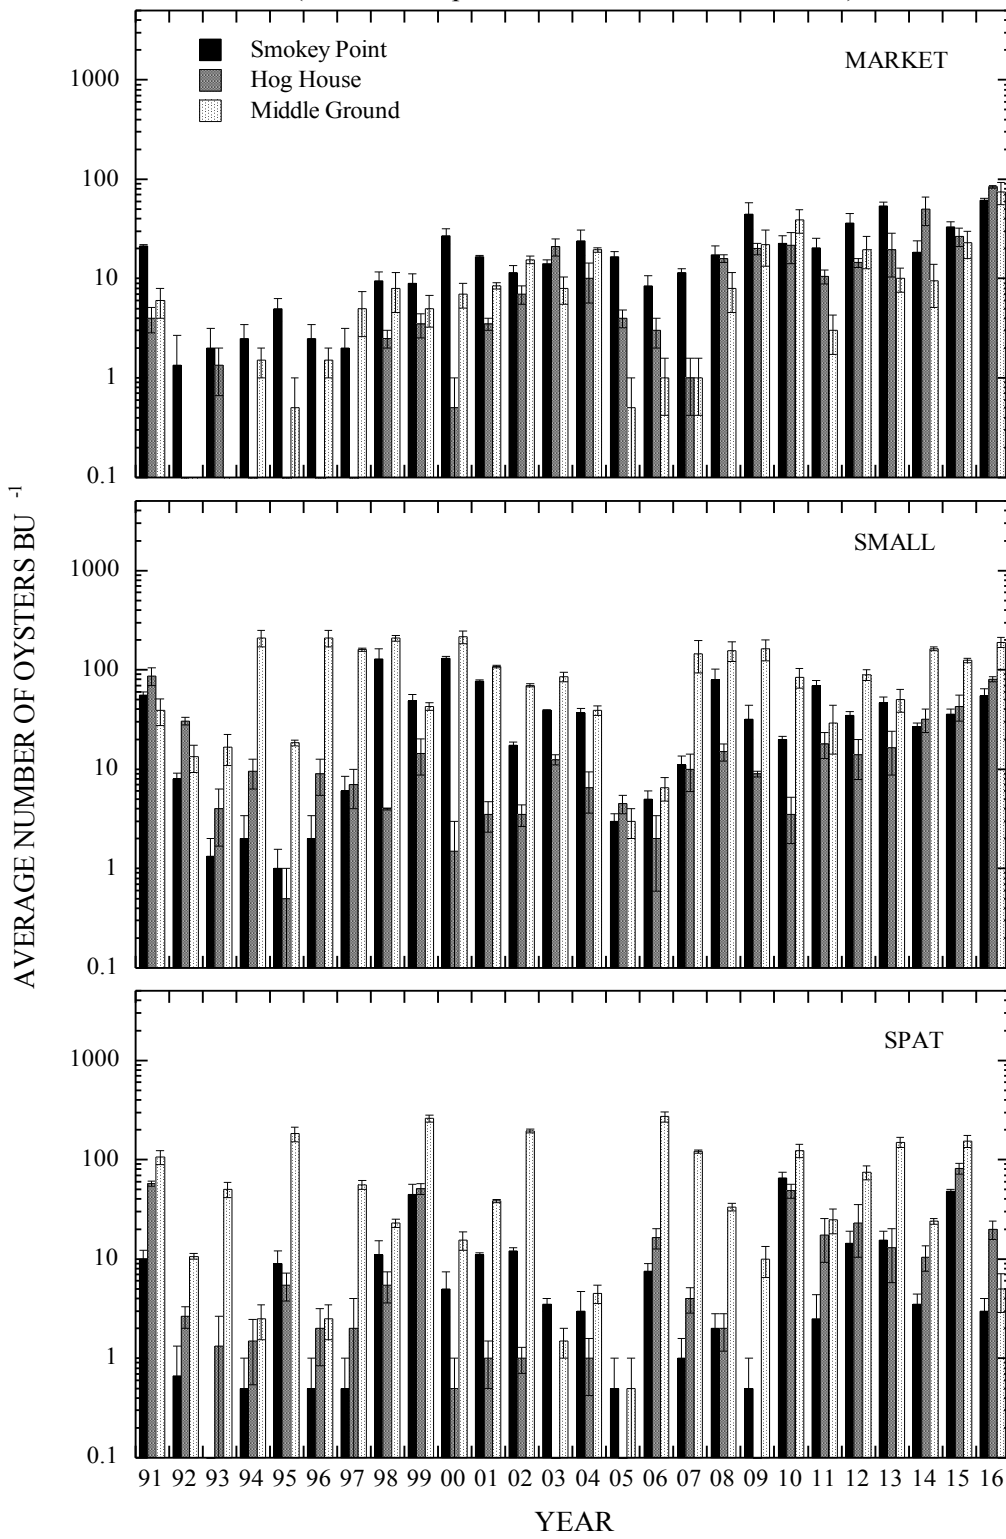 Smokey Point
Hog House
Middle Ground
MARKET
1000
100
10
1
0.1
SMALL
1000
100
10
1
0.1
AVERAGE NUMBER OF OYSTERS BU -1
SPAT
1000
100
10
1
0.1
91 92 93 94 95 96 97 98 99 00 01 02 03 04 05 06 07 08 09 10 11 12 13 14 15 16
YEAR